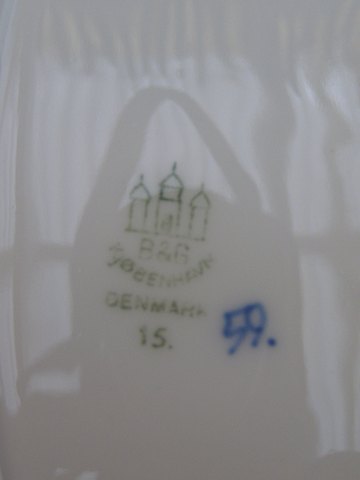 B&G
KJØBENHAVN
DENMARK
15.
59.